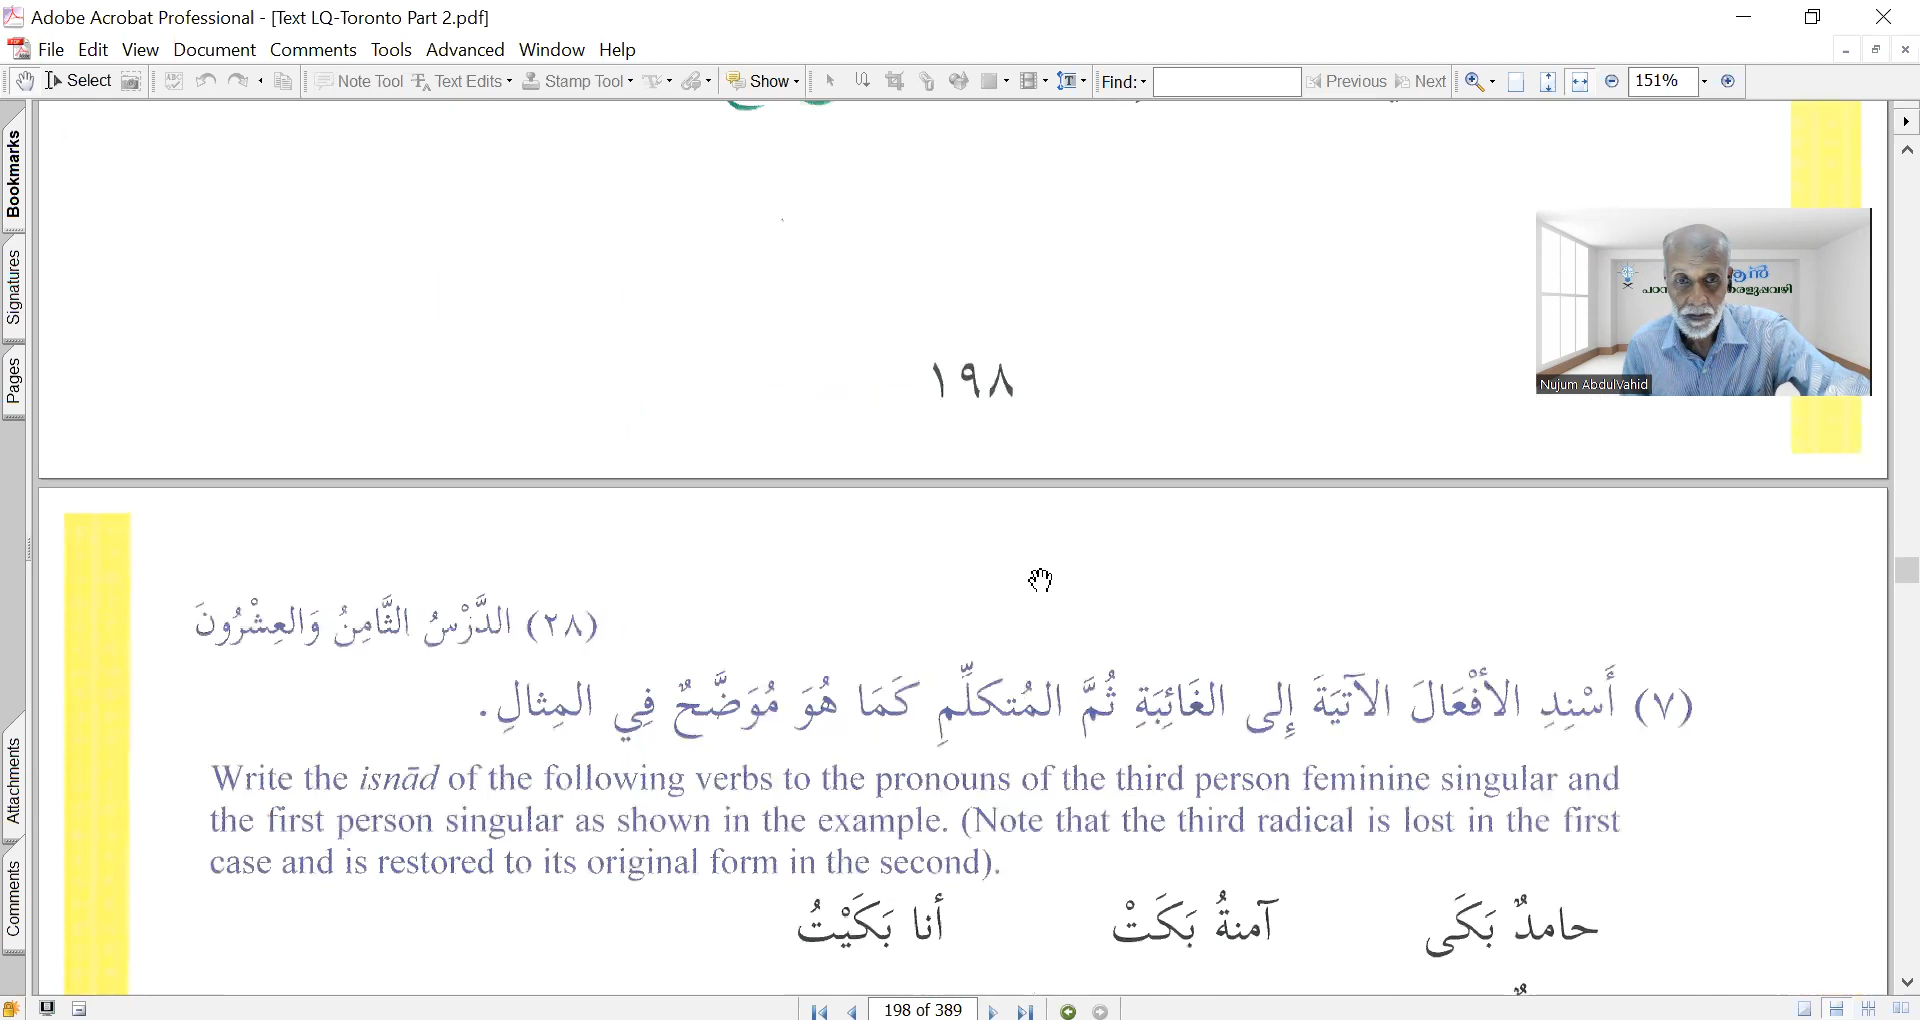 Adobe Acrobat Professional - [Text LQ-Toronto Part 2.pdf]
File Edit View Document Comments Tools Advanced Window Help
Select Note Tool Text Edits Stamp Tool Show Find: Previous Next 151%
Bookmarks
Signatures
Pages
Attachments
Comments
Nujum AbdulVahid
١٩٨
(٢٨) الدَّرْسُ الثَّامِنُ وَالعِشْرُونَ
(٧) أَسْنِدِ الأَفْعَالَ الآتِيَةَ إِلى الغَائِبَةِ ثُمَّ المُتكلِّمِ كَمَا هُوَ مُوَضَّحٌ فِي المِثالِ.
Write the isnād of the following verbs to the pronouns of the third person feminine singular and
the first person singular as shown in the example. (Note that the third radical is lost in the first
case and is restored to its original form in the second).
حامدٌ بَكَى آمنةُ بَكَتْ أنا بَكَيْتُ
198 of 389